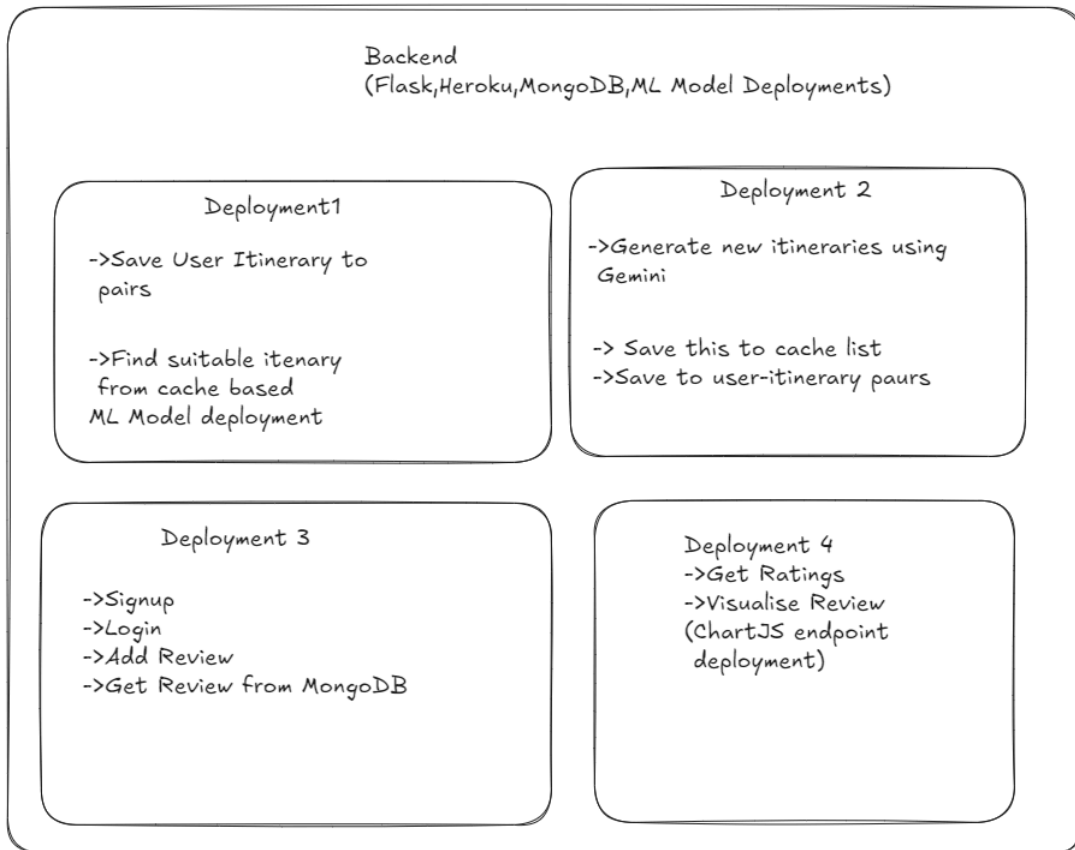 Backend
(Flask,Heroku,MongoDB,ML Model Deployments)
Deployment1
->Save User Itinerary to
pairs
->Find suitable itenary
from cache based
ML Model deployment
Deployment 2
->Generate new itineraries using
Gemini
-> Save this to cache list
->Save to user-itinerary paurs
Deployment 3
->Signup
->Login
->Add Review
->Get Review from MongoDB
Deployment 4
->Get Ratings
->Visualise Review
(ChartJS endpoint
deployment)